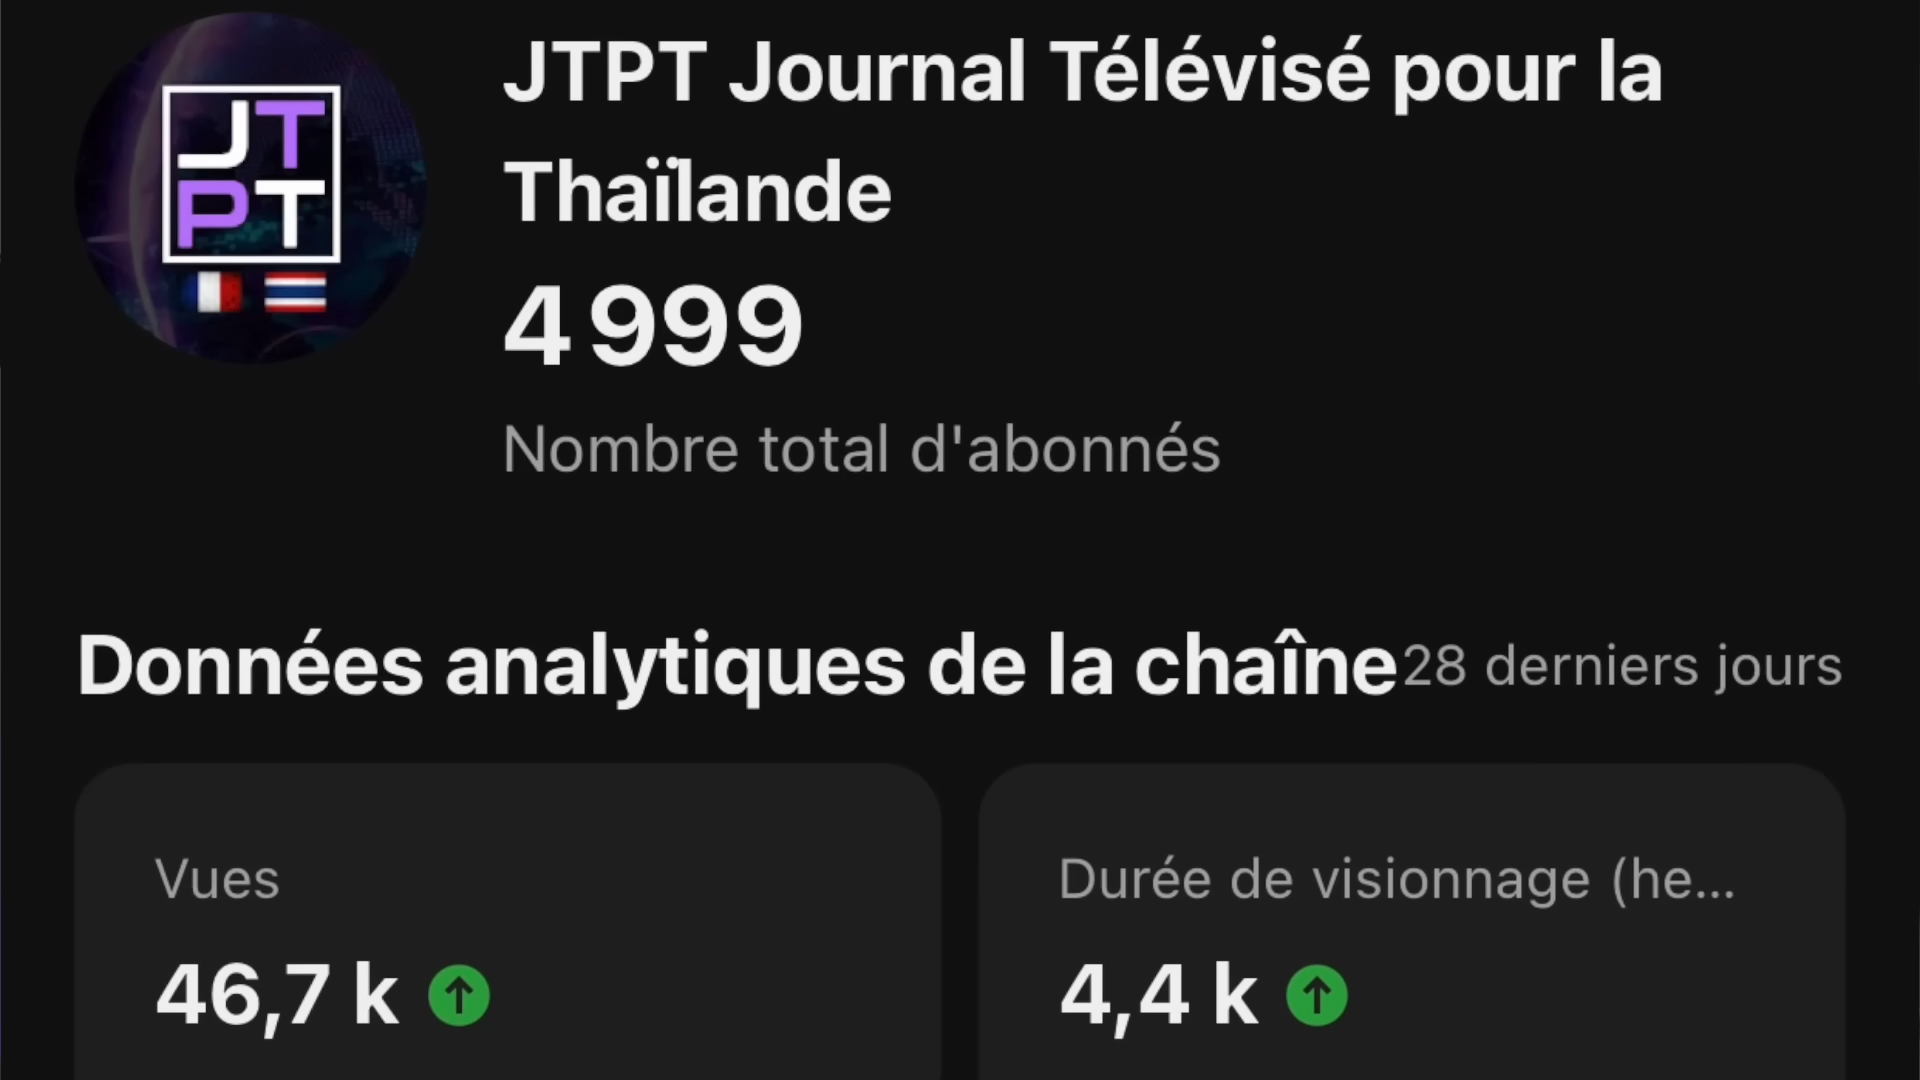 JT
PT
JTPT Journal Télévisé pour la
Thaïlande
4 999
Nombre total d'abonnés
Données analytiques de la chaîne
28 derniers jours
Vues
46,7 k
Durée de visionnage (he...
4,4 k